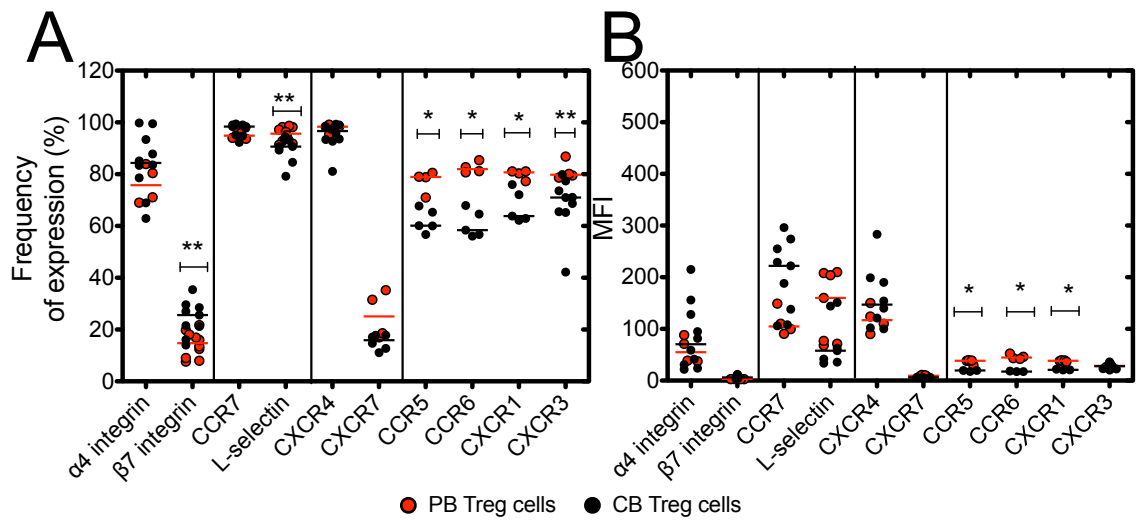 A
B
Frequency
of expression (%)
120
100
80
60
40
20
0
**
**
*
*
*
**
α4 integrin
β7 integrin
CCR7
L-selectin
CXCR4
CXCR7
CCR5
CCR6
CXCR1
CXCR3
MFI
600
500
400
300
200
100
0
*
*
*
α4 integrin
β7 integrin
CCR7
L-selectin
CXCR4
CXCR7
CCR5
CCR6
CXCR1
CXCR3
PB Treg cells CB Treg cells